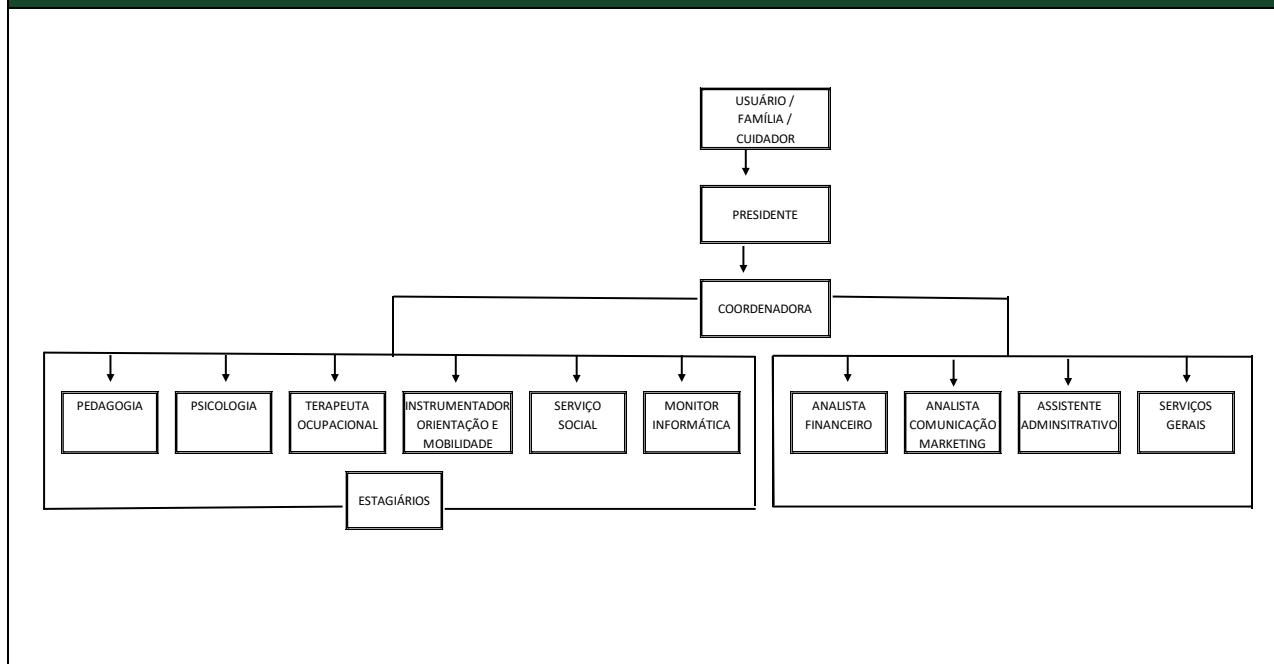 USUÁRIO /
FAMÍLIA /
CUIDADOR
PRESIDENTE
COORDENADORA
PEDAGOGIA
PSICOLOGIA
TERAPEUTA
OCUPACIONAL
INSTRUMENTADOR
ORIENTAÇÃO E
MOBILIDADE
SERVIÇO
SOCIAL
MONITOR
INFORMÁTICA
ANALISTA
FINANCEIRO
ANALISTA
COMUNICAÇÃO
MARKETING
ASSISTENTE
ADMINSITRATIVO
SERVIÇOS
GERAIS
ESTAGIÁRIOS